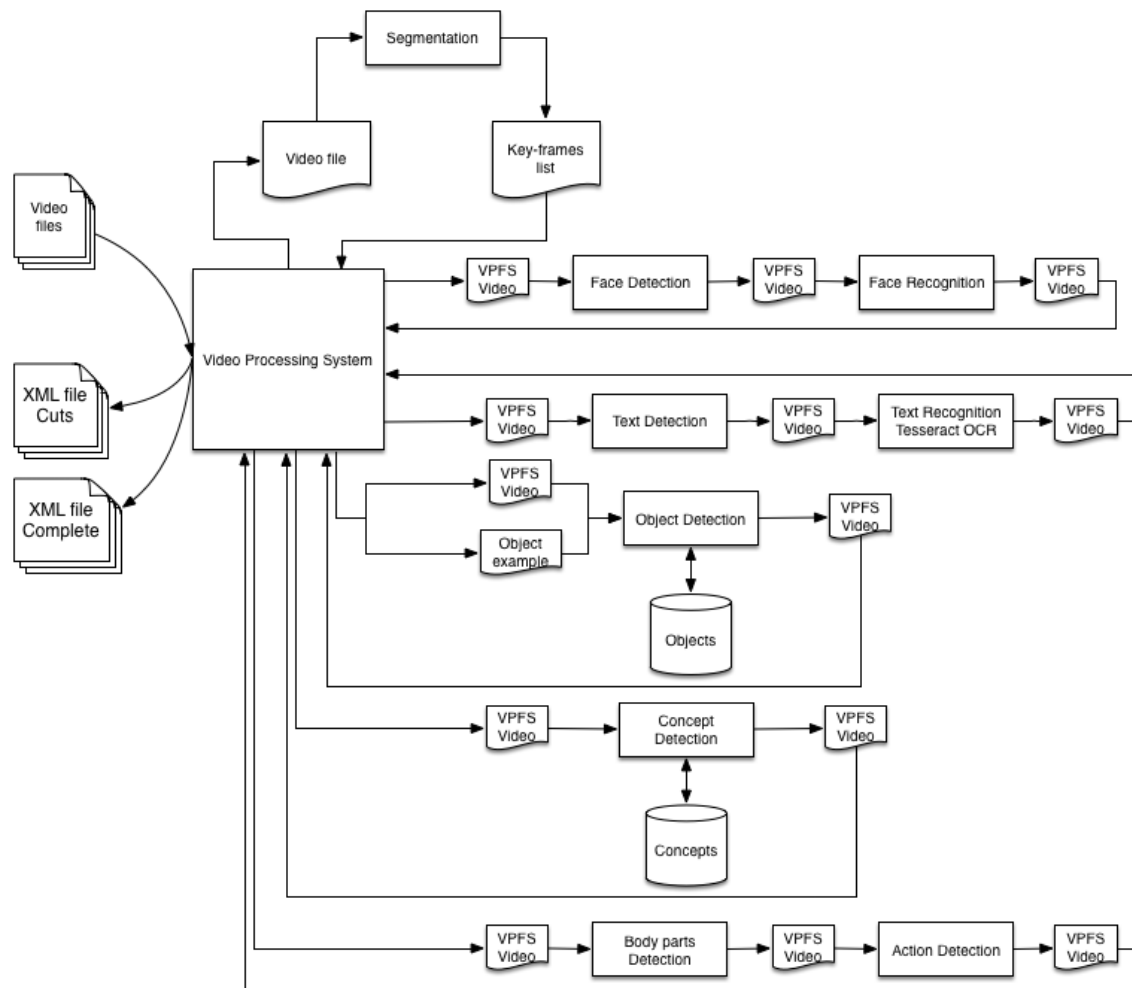 Segmentation
Video file
Key-frames
list
Video
files
VPFS
Video
Face Detection
VPFS
Video
Face Recognition
VPFS
Video
Video Processing System
XML file
Cuts
VPFS
Video
Text Detection
VPFS
Video
Text Recognition
Tesseract OCR
VPFS
Video
XML file
Complete
VPFS
Video
Object
example
Object Detection
VPFS
Video
Objects
VPFS
Video
Concept
Detection
VPFS
Video
Concepts
VPFS
Video
Body parts
Detection
VPFS
Video
Action Detection
VPFS
Video